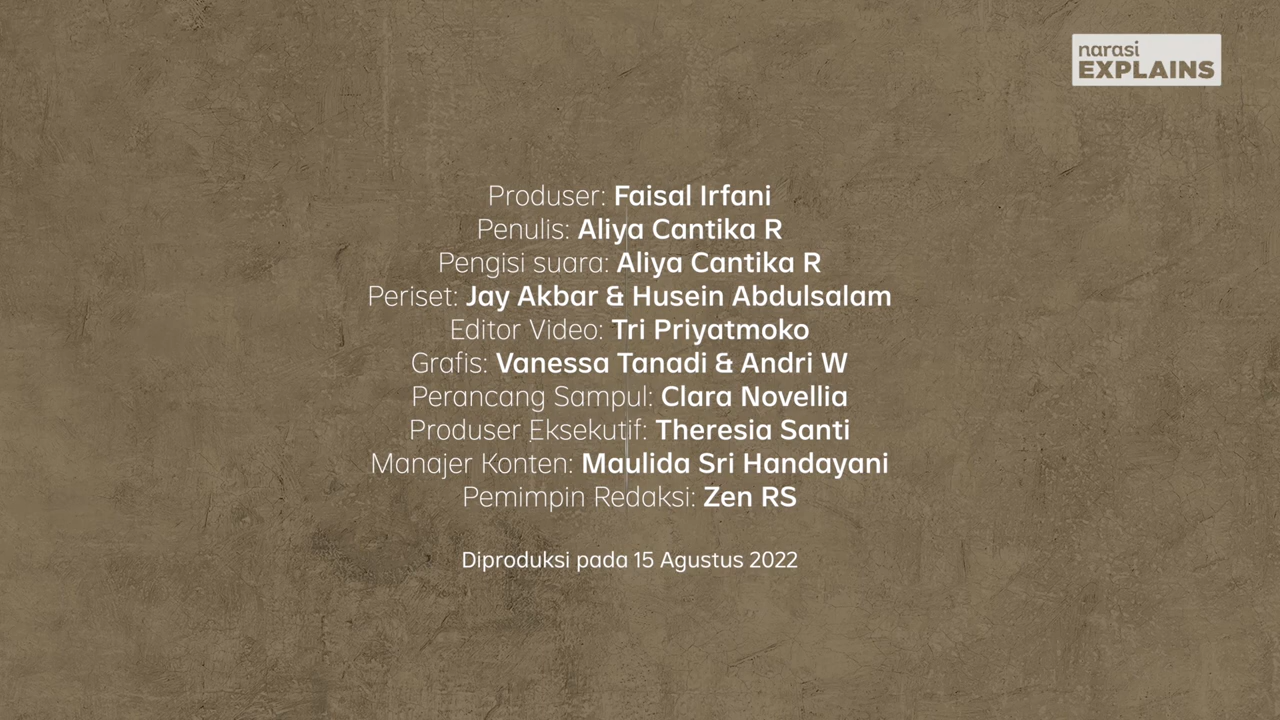 narasi
EXPLAINS
Produser: Faisal Irfani
Penulis: Aliya Cantika R
Pengisi suara: Aliya Cantika R
Periset: Jay Akbar & Husein Abdulsalam
Editor Video: Tri Priyatmoko
Grafis: Vanessa Tanadi & Andri W
Perancang Sampul: Clara Novellia
Produser Eksekutif: Theresia Santi
Manajer Konten: Maulida Sri Handayani
Pemimpin Redaksi: Zen RS
Diproduksi pada 15 Agustus 2022